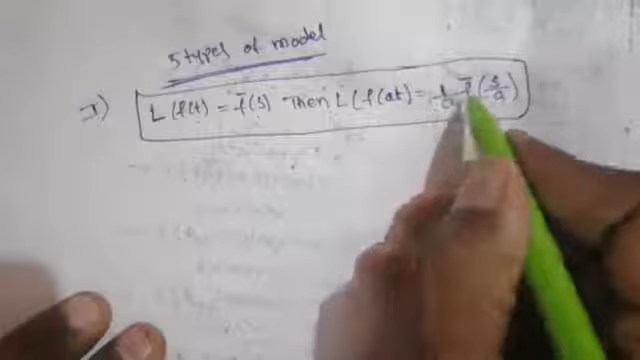 5 types of model
I) L(f(t) = f̄(s) Then L(f(at) = 1/a f̄(s/a)